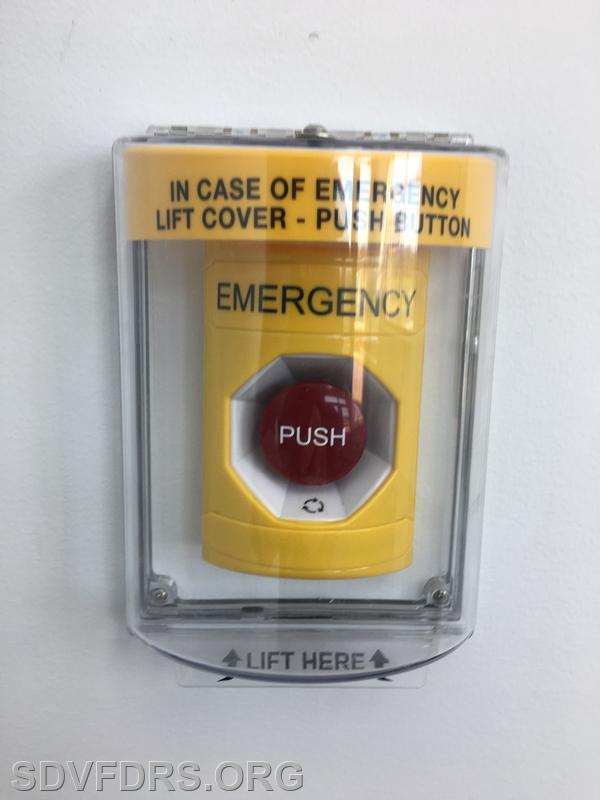 IN CASE OF EMERGENCY
LIFT COVER - PUSH BUTTON
EMERGENCY
PUSH
LIFT HERE
SDVFDRS.ORG